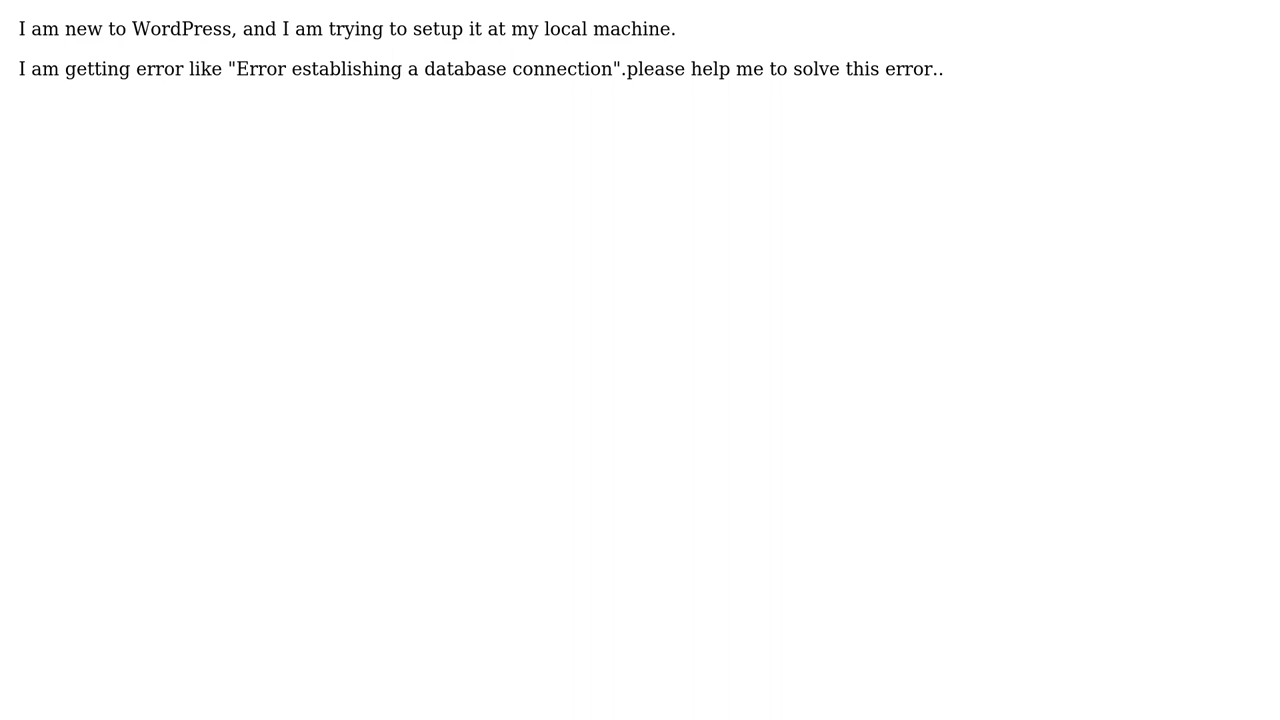 I am new to WordPress, and I am trying to setup it at my local machine.
I am getting error like "Error establishing a database connection".please help me to solve this error..